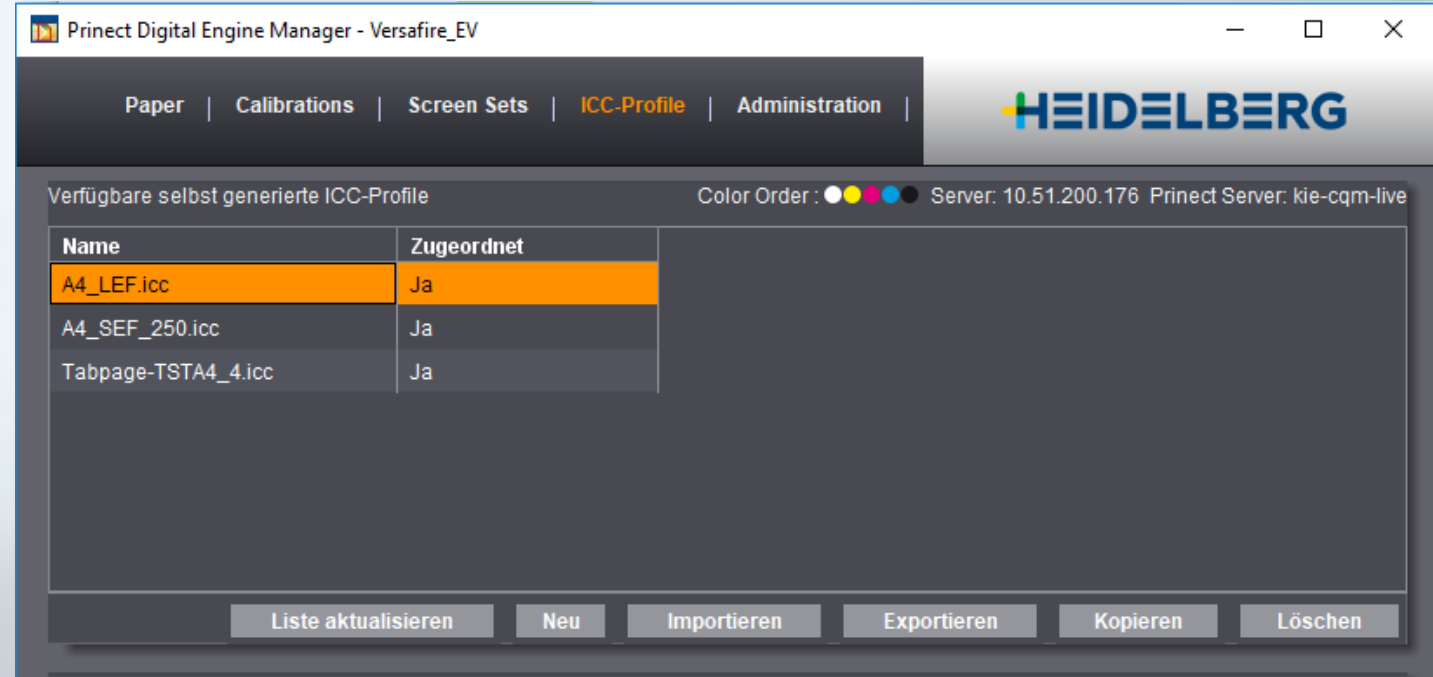 Prinect Digital Engine Manager - Versafire_EV
Paper | Calibrations | Screen Sets | ICC-Profile | Administration |
HEIDELBERG
Verfügbare selbst generierte ICC-Profile Color Order : Server: 10.51.200.176 Prinect Server: kie-cqm-live
Name Zugeordnet
A4_LEF.icc Ja
A4_SEF_250.icc Ja
Tabpage-TSTA4_4.icc Ja
Liste aktualisieren Neu Importieren Exportieren Kopieren Löschen